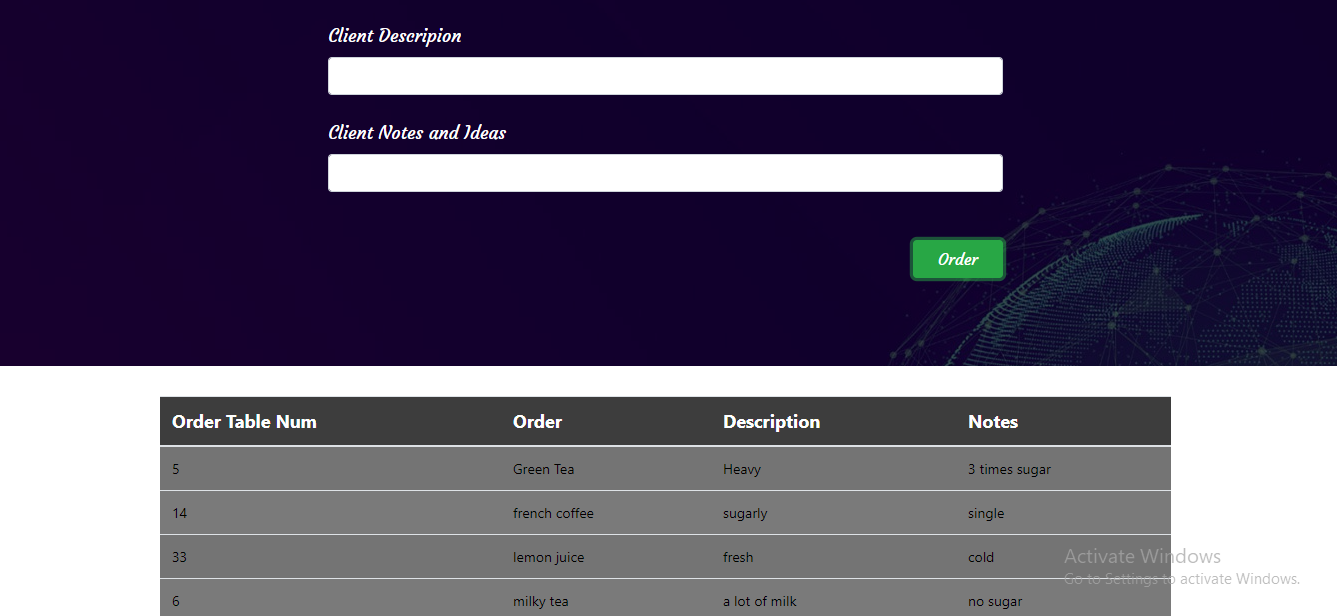 Client Descripion
Client Notes and Ideas
Order
Order Table Num Order Description Notes
5 Green Tea Heavy 3 times sugar
14 french coffee sugarly single
33 lemon juice fresh cold
6 milky tea a lot of milk no sugar
Activate Windows
Go to Settings to activate Windows.